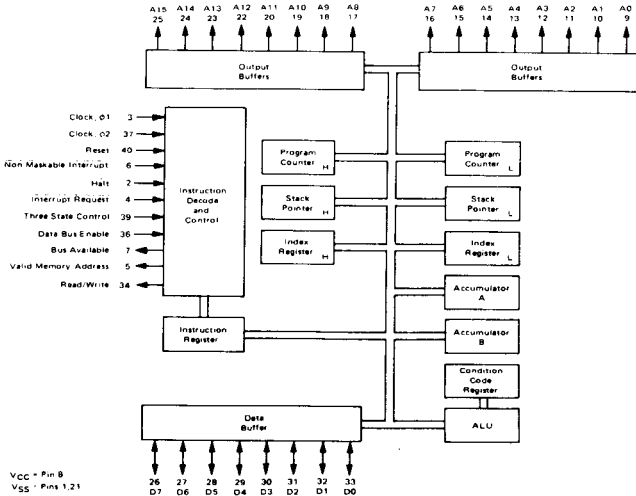 A15 A14 A13 A12 A11 A10 A9 A8
25 24 23 22 20 19 18 17
A7 A6 A5 A4 A3 A2 A1 A0
16 15 14 13 12 11 10 9
Output
Buffers
Output
Buffers
Clock, ø1 3
Clock, ø2 37
Reset 40
Non Maskable Interrupt 6
Halt 2
Interrupt Request 4
Three State Control 39
Data Bus Enable 36
Bus Available 7
Valid Memory Address 5
Read/Write 34
Instruction
Decode
and
Control
Program
Counter H
Program
Counter L
Stack
Pointer H
Stack
Pointer L
Index
Register H
Index
Register L
Accumulator
A
Instruction
Register
Accumulator
B
Condition
Code
Register
Data
Buffer
ALU
VCC = Pin 8
VSS = Pins 1,21
26 27 28 29 30 31 32 33
D7 D6 D5 D4 D3 D2 D1 D0